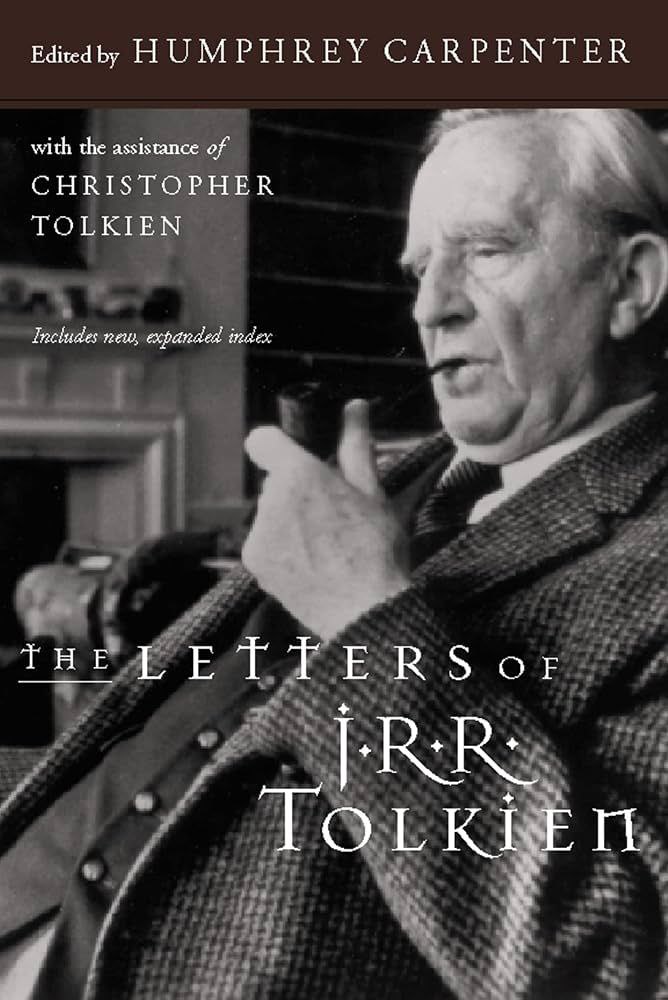 Edited by HUMPHREY CARPENTER
with the assistance of
CHRISTOPHER
TOLKIEN
Includes new, expanded index
THE LETTERS OF
J·R·R·
TOLKIEN